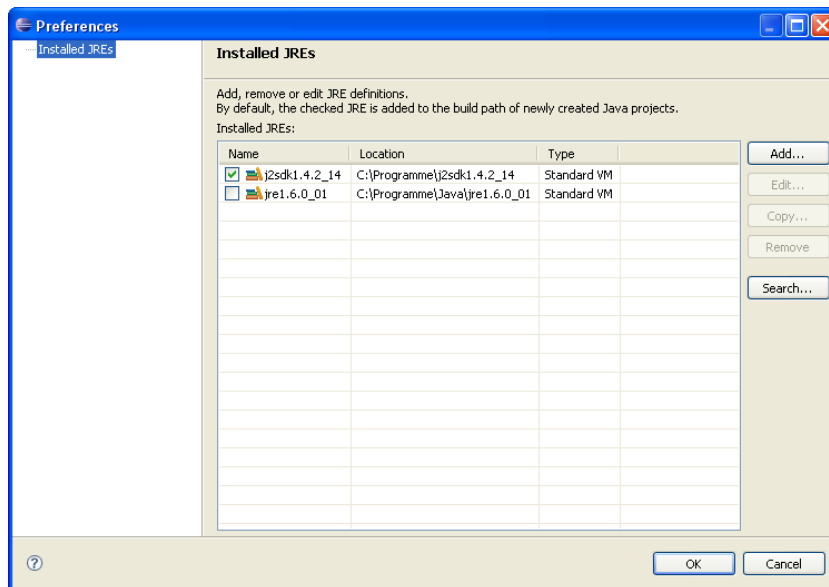 Preferences
Installed JREs
Installed JREs
Add, remove or edit JRE definitions.
By default, the checked JRE is added to the build path of newly created Java projects.
Installed JREs:
Name Location Type
j2sdk1.4.2_14 C:\Programme\j2sdk1.4.2_14 Standard VM
jre1.6.0_01 C:\Programme\Java\jre1.6.0_01 Standard VM
Add...
Edit...
Copy...
Remove
Search...
?
OK Cancel